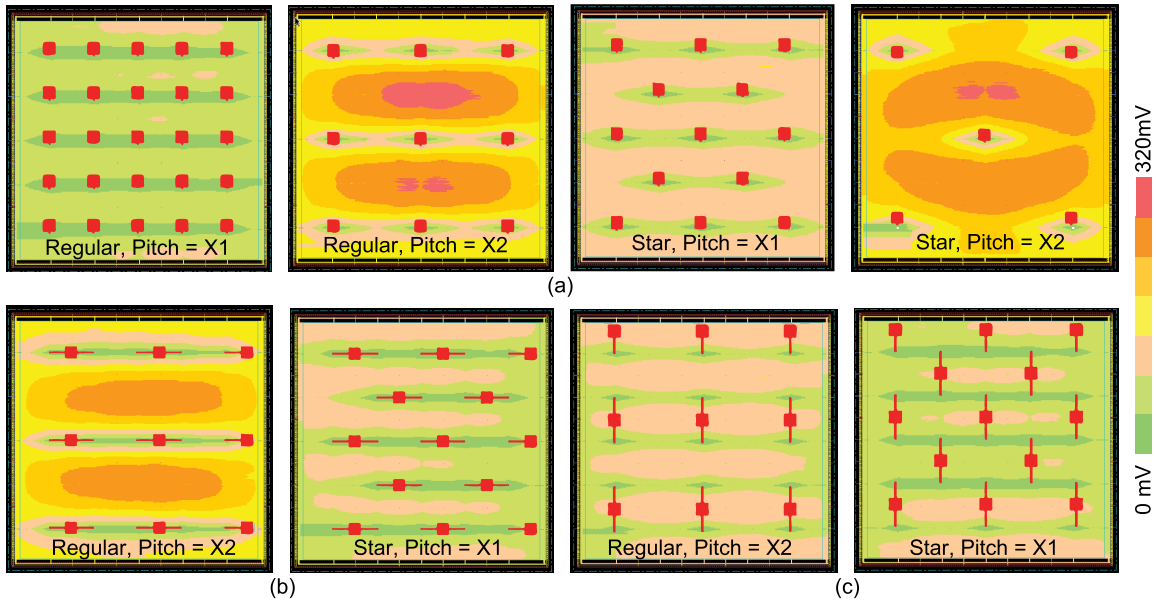 Regular, Pitch = X1
Regular, Pitch = X2
Star, Pitch = X1
Star, Pitch = X2
(a)
320mV
0 mV
Regular, Pitch = X2
Star, Pitch = X1
Regular, Pitch = X2
Star, Pitch = X1
(b)
(c)